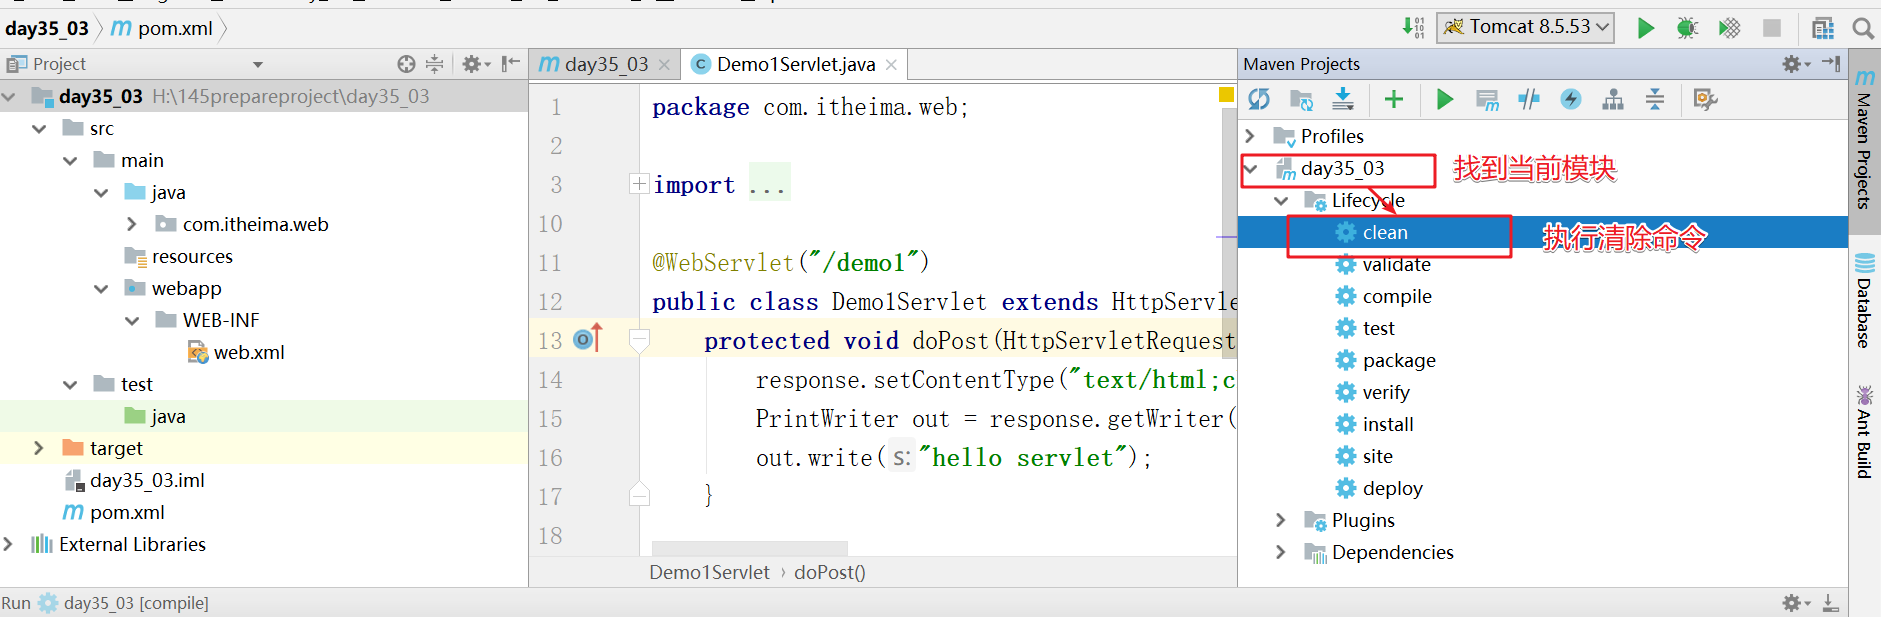 day35_03 m pom.xml
Tomcat 8.5.53
Project
m day35_03
C Demo1Servlet.java
Maven Projects
day35_03 H:\145prepareproject\day35_03
src
main
java
com.itheima.web
resources
webapp
WEB-INF
web.xml
test
java
target
day35_03.iml
m pom.xml
External Libraries
1 package com.itheima.web;
2
3 import ...
10
11 @WebServlet("/demo1")
12 public class Demo1Servlet extends HttpServle
13 protected void doPost(HttpServletRequest
14 response.setContentType("text/html;c
15 PrintWriter out = response.getWriter(
16 out.write( s: "hello servlet");
17 }
18
Demo1Servlet › doPost()
Profiles
day35_03 找到当前模块
Lifecycle
clean 执行清除命令
validate
compile
test
package
verify
install
site
deploy
Plugins
Dependencies
m Maven Projects
Database
Ant Build
Run day35_03 [compile]